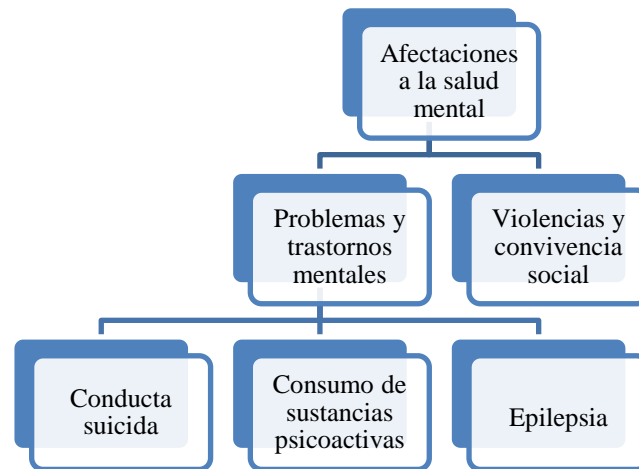 Afectaciones
a la salud
mental
Problemas y
trastornos
mentales
Violencias y
convivencia
social
Conducta
suicida
Consumo de
sustancias
psicoactivas
Epilepsia